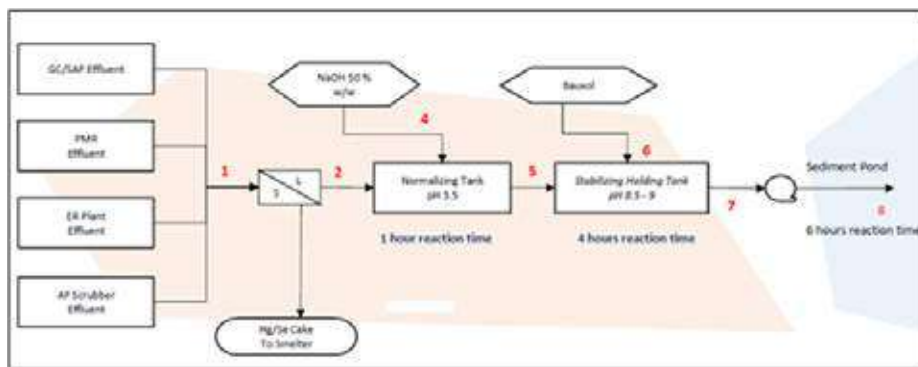 GC/SAP Effluent
PMR
Effluent
ER Plant
Effluent
AP Scrubber
Effluent
1
S
L
2
Hg/Se Cake
To Smelter
NaOH 50 %
w/w
4
Normalizing Tank
pH 5.5
1 hour reaction time
5
Bauxsol
6
Stabilizing Holding Tank
pH 8.5 - 9
4 hours reaction time
7
Sediment Pond
8
6 hours reaction time